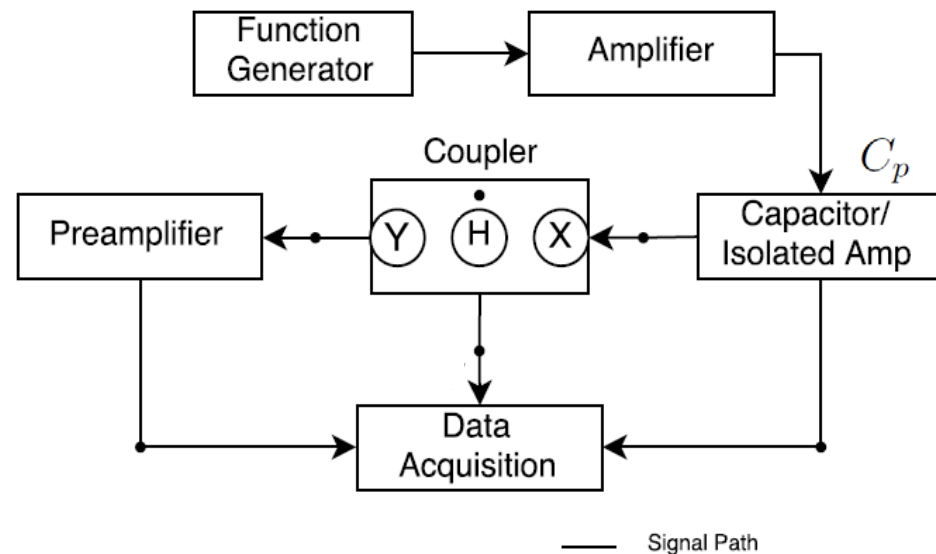 Function
Generator
Amplifier
Coupler
C_p
Preamplifier
Y
H
X
Capacitor/
Isolated Amp
Data
Acquisition
Signal Path